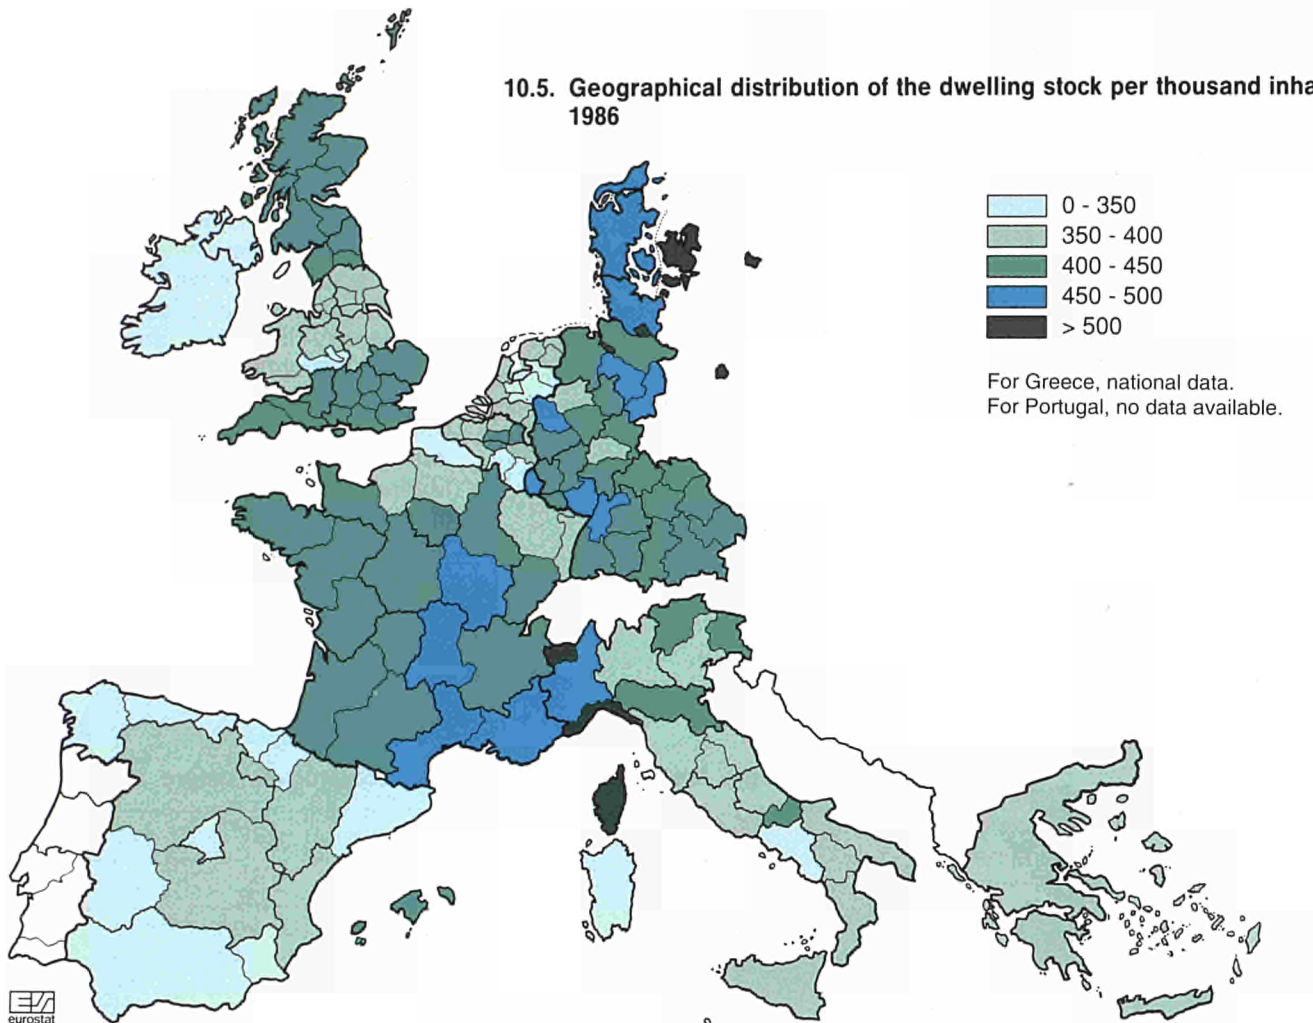 10.5. Geographical distribution of the dwelling stock per thousand inha
1986
0 - 350
350 - 400
400 - 450
450 - 500
> 500
For Greece, national data.
For Portugal, no data available.
eurostat